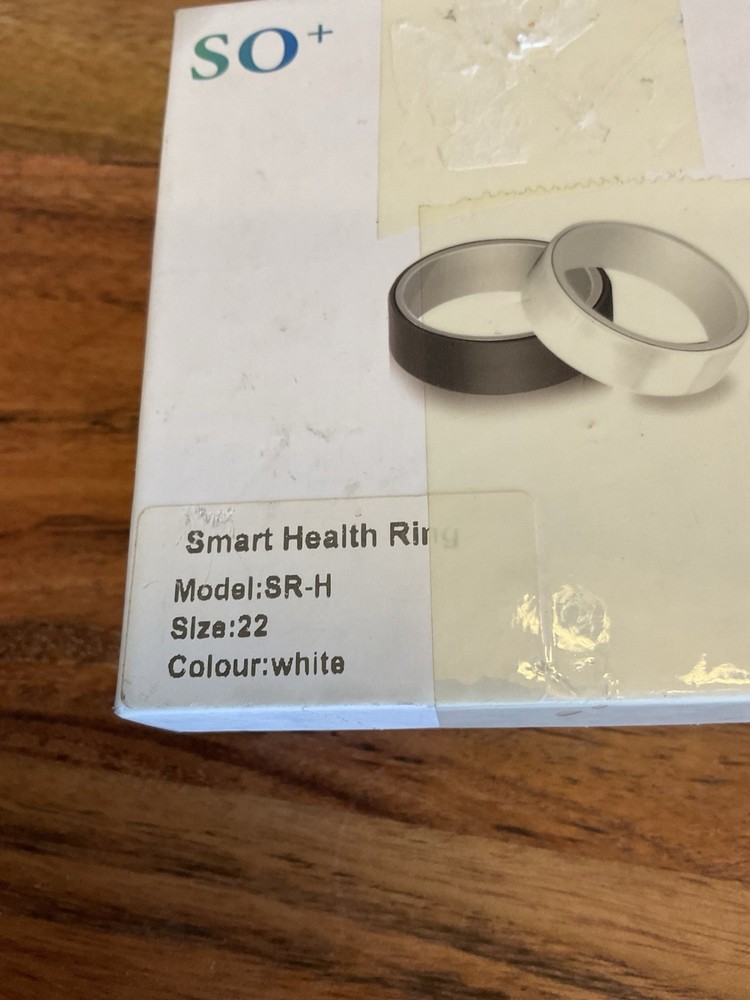 SO+
Smart Health Ring
Model:SR-H
Size:22
Colour:white